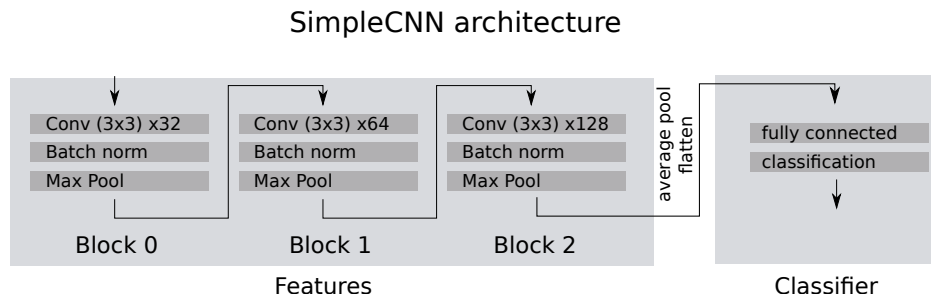 SimpleCNN architecture
Conv (3x3) x32
Batch norm
Max Pool
Block 0
Conv (3x3) x64
Batch norm
Max Pool
Block 1
Conv (3x3) x128
Batch norm
Max Pool
Block 2
Features
average pool
flatten
fully connected
classification
Classifier